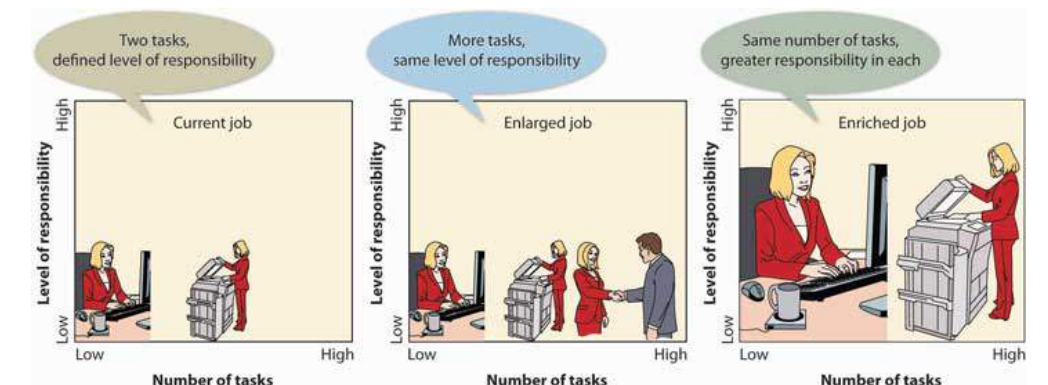 Two tasks,
defined level of responsibility
More tasks,
same level of responsibility
Same number of tasks,
greater responsibility in each
High
Current job
Level of responsibility
Low
Low
High
Number of tasks
High
Enlarged job
Level of responsibility
Low
Low
High
Number of tasks
High
Enriched job
Level of responsibility
Low
Low
High
Number of tasks